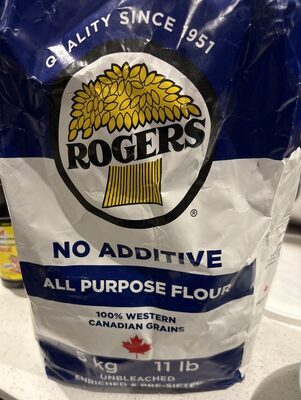 QUALITY SINCE 1951
ROGERS
®
NO ADDITIVE
ALL PURPOSE FLOUR
100% WESTERN
CANADIAN GRAINS
5 kg 11 lb
UNBLEACHED
ENRICHED & PRE-SIFTED